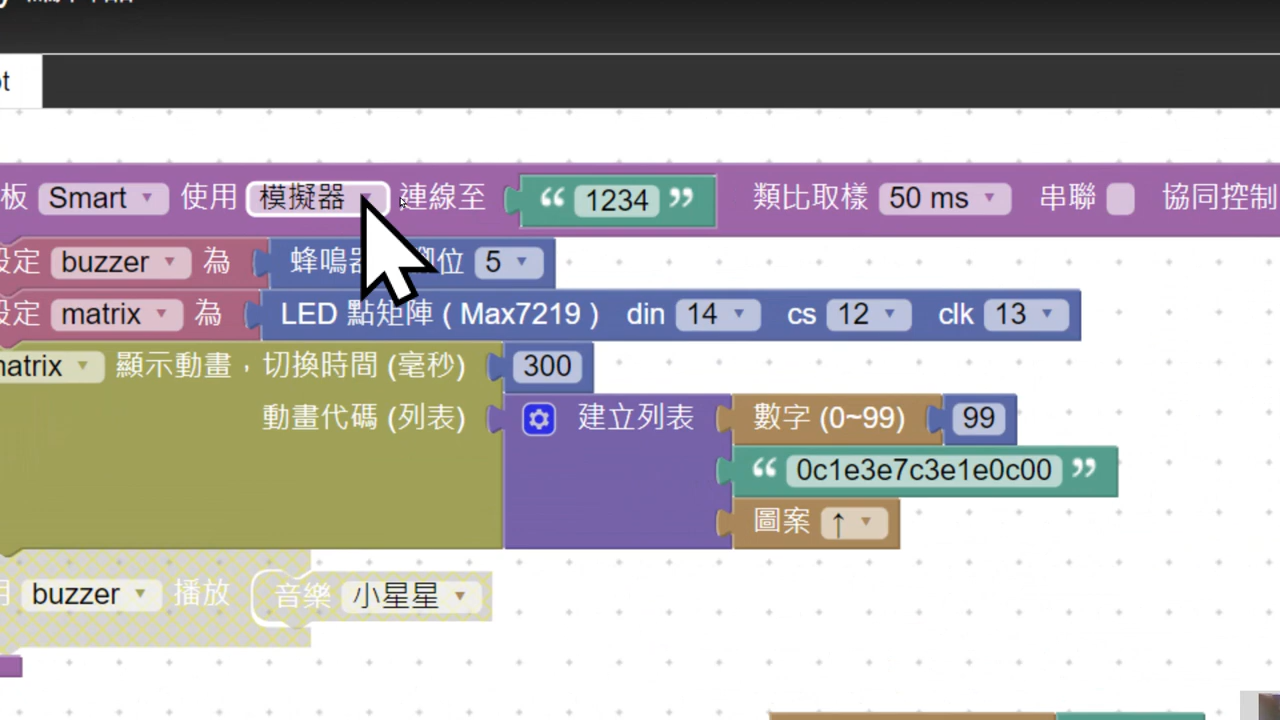 ot
板 Smart 使用 模擬器 連線至 “ 1234 ” 類比取樣 50 ms 串聯 協同控制
設定 buzzer 為 蜂鳴器 腳位 5
設定 matrix 為 LED 點矩陣 ( Max7219 ) din 14 cs 12 clk 13
matrix 顯示動畫，切換時間 (毫秒) 300
動畫代碼 (列表) 建立列表 數字 (0~99) 99
“ 0c1e3e7c3e1e0c00 ”
圖案 ↑
用 buzzer 播放 音樂 小星星